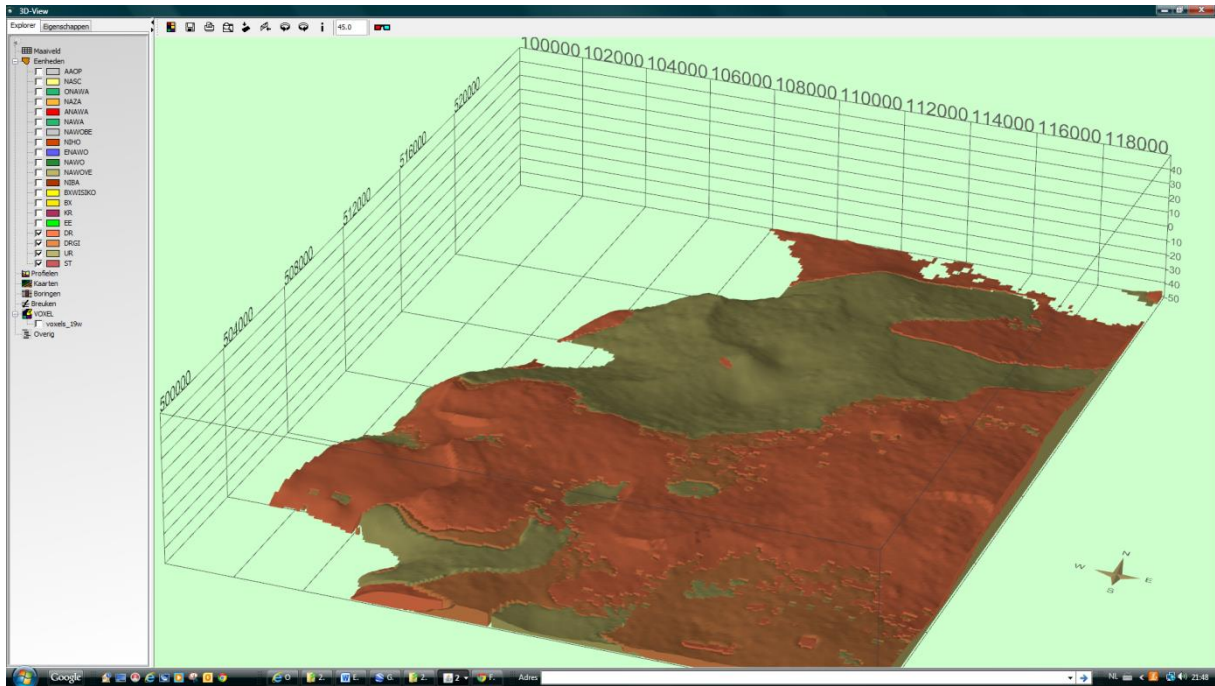 3D-View
Explorer Eigenschappen
45.0
Maaiveld
Eenheden
AAOP
NASC
ONAWA
NAZA
ANAWA
NAWA
NAWOBE
NIHO
ENAWO
NAWO
NAWOVE
NIBA
BXWISIKO
BX
KR
EE
DR
DRGI
UR
ST
Profielen
Kaarten
Boringen
Breuken
VOXEL
voxels_19w
Overig
100000 102000 104000 106000 108000 110000 112000 114000 116000 118000
520000
516000
512000
508000
504000
500000
40
30
20
10
0
-10
-20
-30
-40
-50
N
W E
S
Google
O
2.
E.
G.
2.
2
F.
Adres
NL
21:48